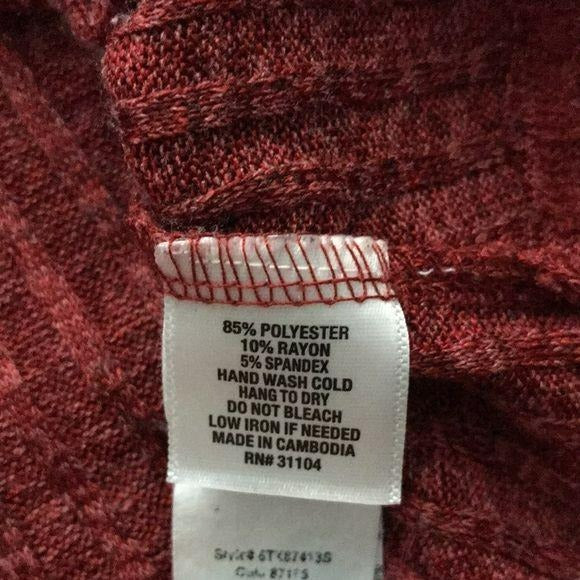 85% POLYESTER
10% RAYON
5% SPANDEX
HAND WASH COLD
HANG TO DRY
DO NOT BLEACH
LOW IRON IF NEEDED
MADE IN CAMBODIA
RN# 31104
Style#